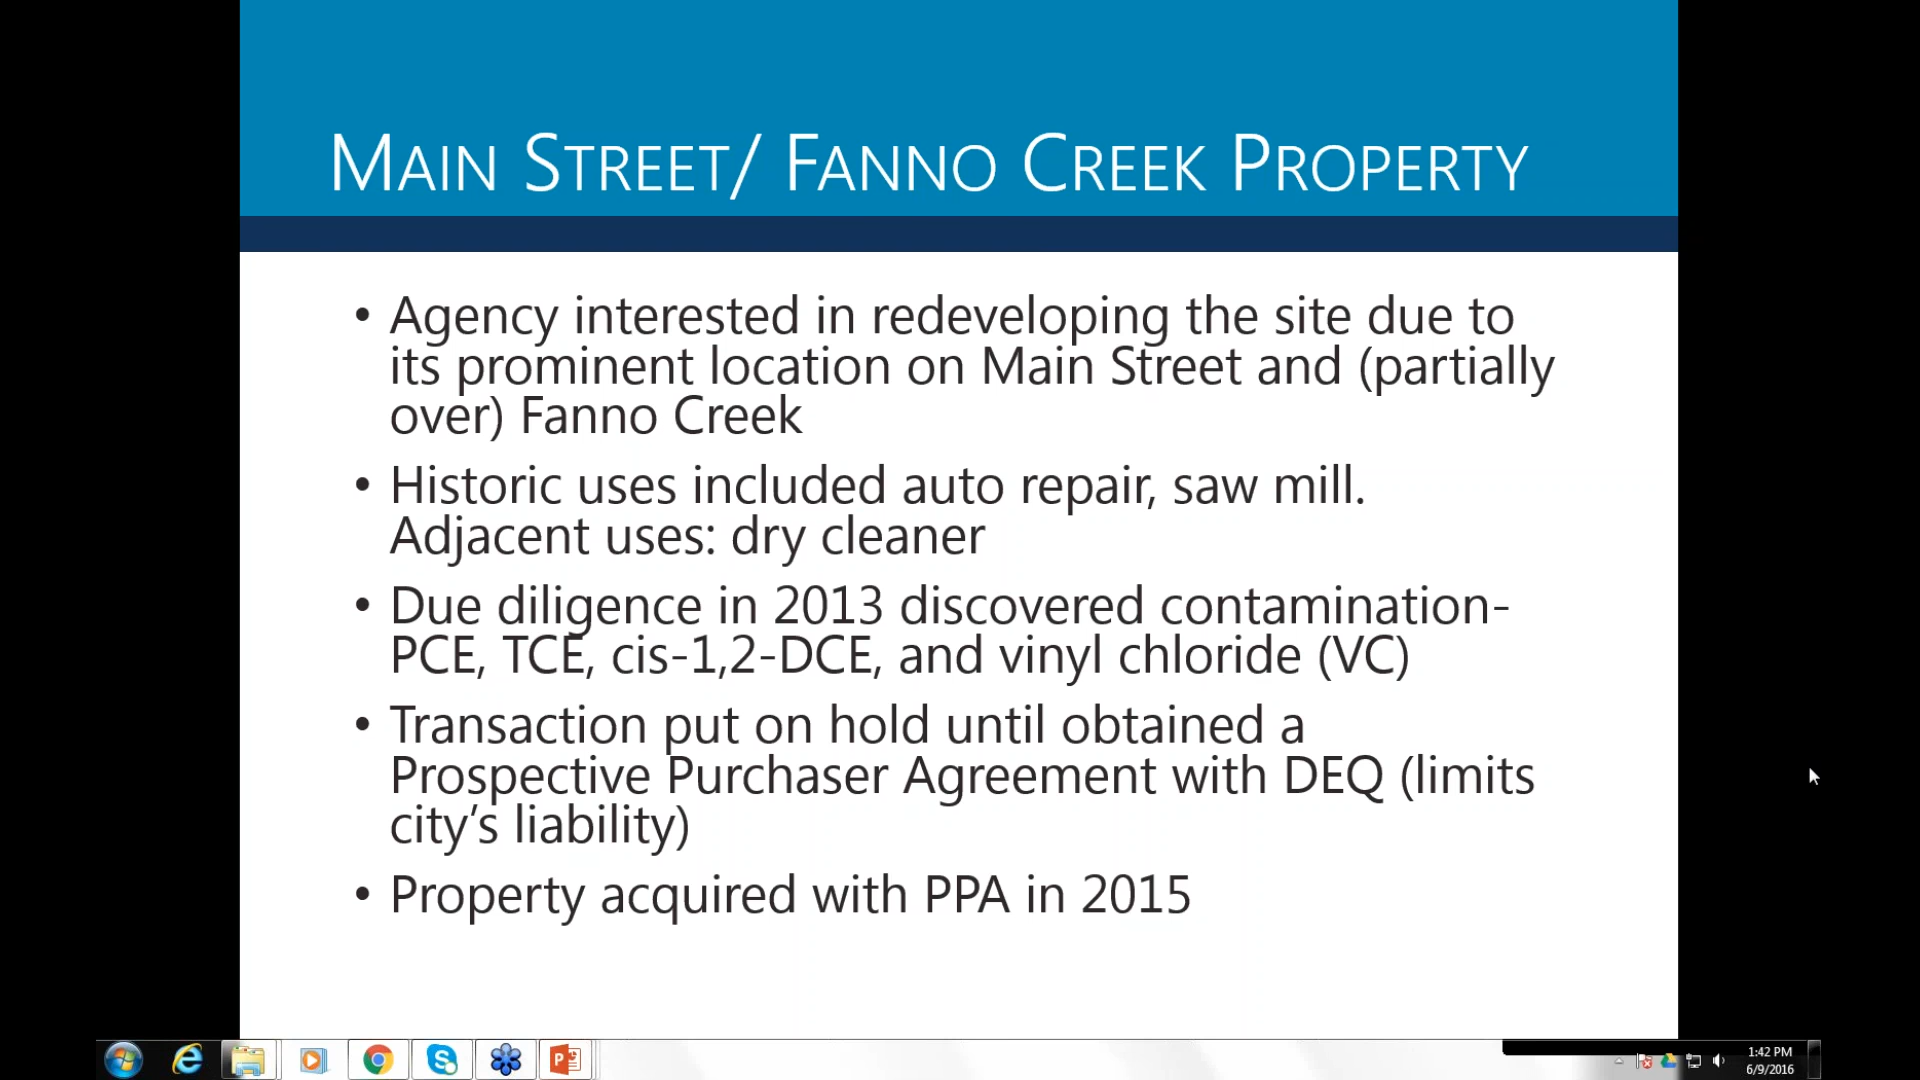 MAIN STREET/ FANNO CREEK PROPERTY
• Agency interested in redeveloping the site due to
its prominent location on Main Street and (partially
over) Fanno Creek
• Historic uses included auto repair, saw mill.
Adjacent uses: dry cleaner
• Due diligence in 2013 discovered contamination-
PCE, TCE, cis-1,2-DCE, and vinyl chloride (VC)
• Transaction put on hold until obtained a
Prospective Purchaser Agreement with DEQ (limits
city’s liability)
• Property acquired with PPA in 2015
1:42 PM
6/9/2016